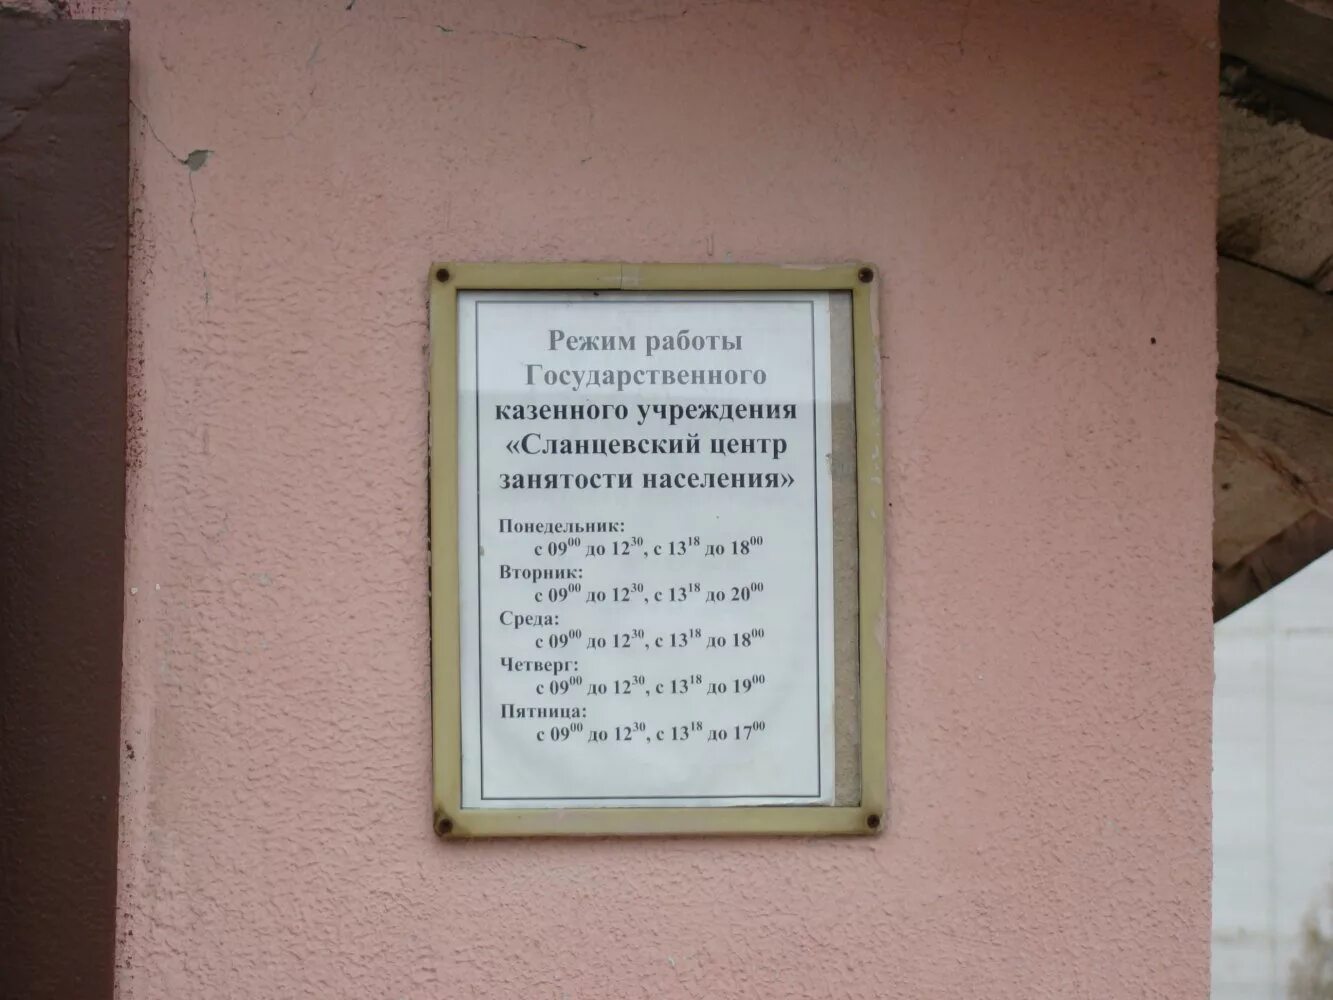 Режим работы
Государственного
казенного учреждения
«Сланцевский центр
занятости населения»
Понедельник:
с 09⁰⁰ до 12³⁰, с 13¹⁸ до 18⁰⁰
Вторник:
с 09⁰⁰ до 12³⁰, с 13¹⁸ до 20⁰⁰
Среда:
с 09⁰⁰ до 12³⁰, с 13¹⁸ до 18⁰⁰
Четверг:
с 09⁰⁰ до 12³⁰, с 13¹⁸ до 19⁰⁰
Пятница:
с 09⁰⁰ до 12³⁰, с 13¹⁸ до 17⁰⁰